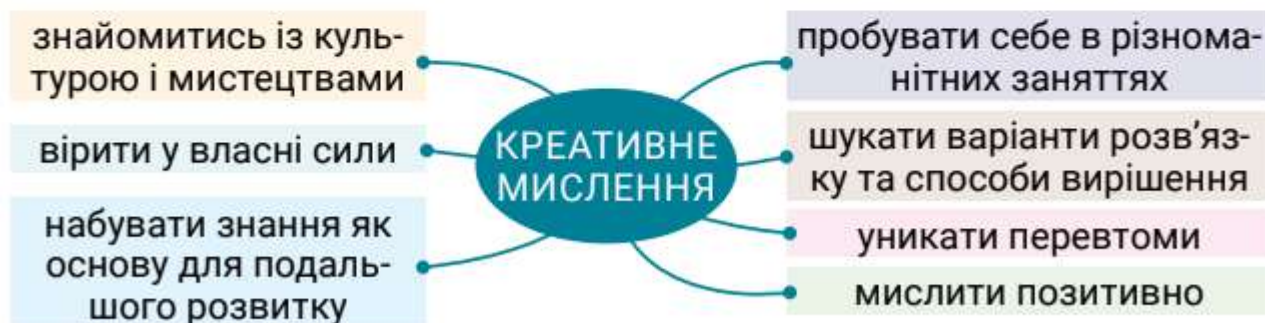 знайомитись із куль-
турою і мистецтвами
вірити у власні сили
набувати знання як
основу для подаль-
шого розвитку
КРЕАТИВНЕ
МИСЛЕННЯ
пробувати себе в різнома-
нітних заняттях
шукати варіанти розв’яз-
ку та способи вирішення
уникати перевтоми
мислити позитивно